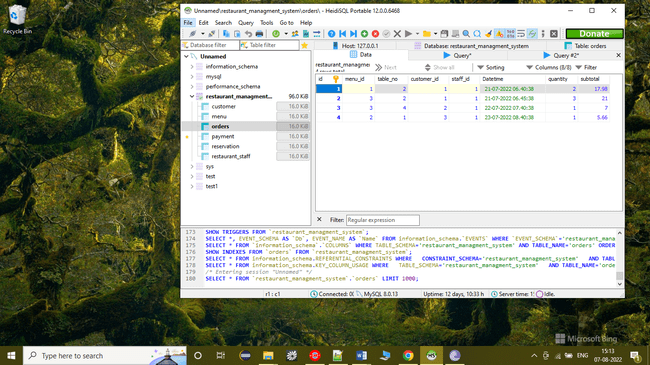 Recycle Bin
Unnamed\restaurant_managment_system\orders\ - HeidiSQL Portable 12.0.0.6468
File Edit Search Query Tools Go to Help
Donate
Database filter Table filter
Host: 127.0.0.1 Database: restaurant_managment_system Table: orders
Data Query* Query #2*
restaurant_managme
Next Show all Sorting Columns (8/8) Filter
Unnamed
information_schema
mysql
performance_schema
restaurant_managment... 96.0 KiB
customer 16.0 KiB
menu 16.0 KiB
orders 16.0 KiB
payment 16.0 KiB
reservation 16.0 KiB
restaurant_staff 16.0 KiB
sys
test
test1
id menu_id table_no customer_id staff_id Datetime quantity subtotal
1 1 2 1 1 21-07-2022 06.40:38 2 17.98
2 3 2 1 1 21-07-2022 06.48:38 3 21
3 3 4 2 1 22-07-2022 07.40:38 1 7
4 2 1 3 1 23-07-2022 08.40:38 1 5.66
Filter: Regular expression
173 SHOW TRIGGERS FROM `restaurant_managment_system`;
174 SELECT *, EVENT_SCHEMA AS `Db`, EVENT_NAME AS `Name` FROM information_schema.`EVENTS` WHERE `EVENT_SCHEMA`='restaurant_managm
175 SELECT * FROM `information_schema`.`COLUMNS` WHERE TABLE_SCHEMA='restaurant_managment_system' AND TABLE_NAME='orders' ORDER
176 SHOW INDEXES FROM `orders` FROM `restaurant_managment_system`;
177 SELECT * FROM information_schema.REFERENTIAL_CONSTRAINTS WHERE CONSTRAINT_SCHEMA='restaurant_managment_system' AND TABL
178 SELECT * FROM information_schema.KEY_COLUMN_USAGE WHERE TABLE_SCHEMA='restaurant_managment_system' AND TABLE_NAME='orde
179 /* Entering session "Unnamed" */
180 SELECT * FROM `restaurant_managment_system`.`orders` LIMIT 1000;
r1 : c1 Connected: 00 MySQL 8.0.13 Uptime: 12 days, 10:33 h Server time: 1 Idle.
Microsoft Bing
Type here to search
ENG
15:13
07-08-2022